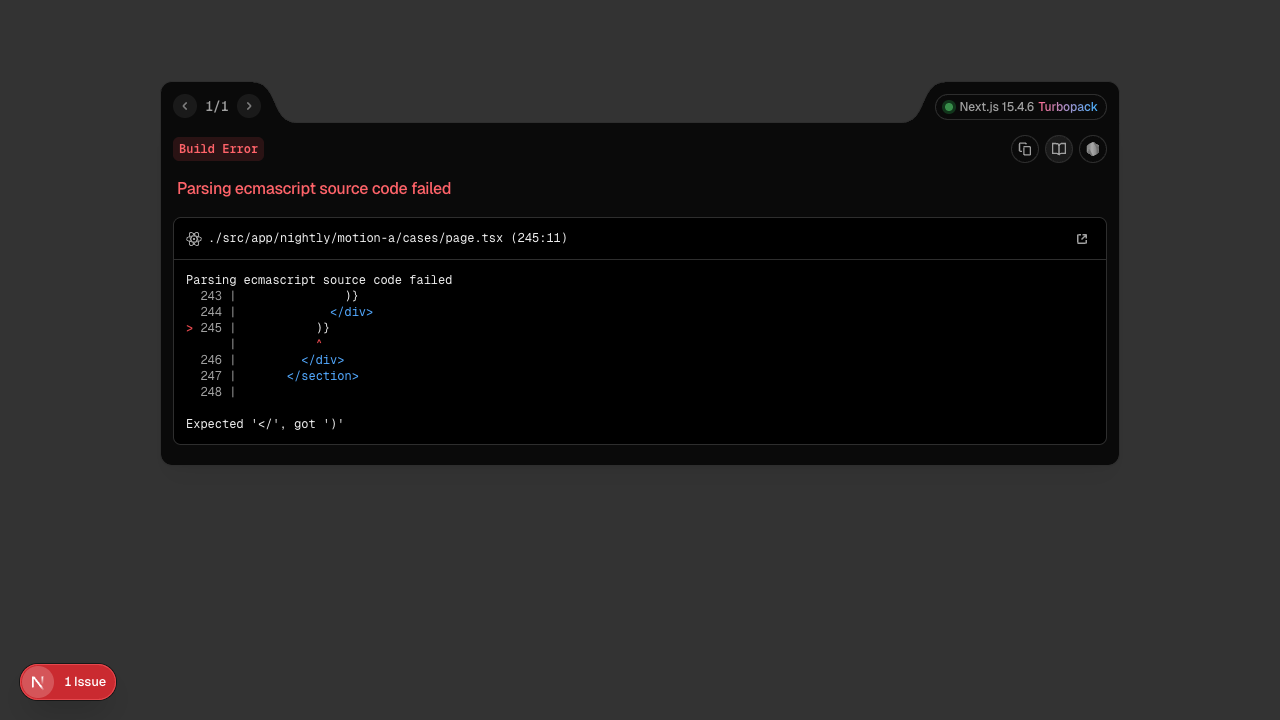 1/1
Next.js 15.4.6 Turbopack
Build Error
Parsing ecmascript source code failed
./src/app/nightly/motion-a/cases/page.tsx (245:11)
Parsing ecmascript source code failed
  243 |               )}
  244 |             </div>
> 245 |           )}
      |           ^
  246 |         </div>
  247 |       </section>
  248 |
Expected '</', got ')'
1 Issue